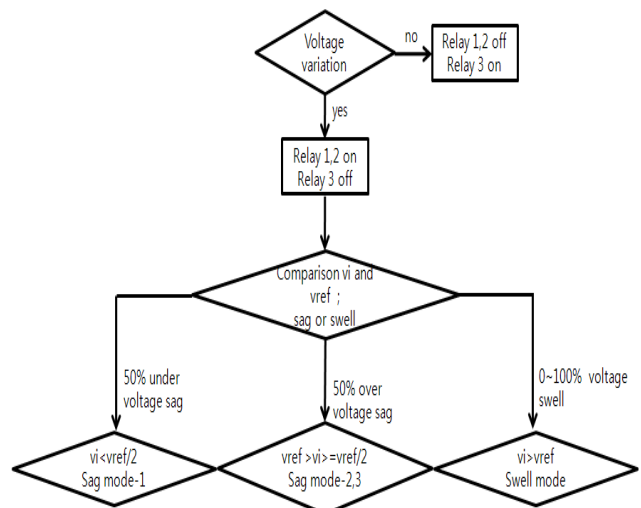 Voltage
variation
no
Relay 1,2 off
Relay 3 on
yes
Relay 1,2 on
Relay 3 off
Comparison vi and
vref ;
sag or swell
50% under
voltage sag
50% over
voltage sag
0~100% voltage
swell
vi<vref/2
Sag mode-1
vref >vi>=vref/2
Sag mode-2,3
vi>vref
Swell mode